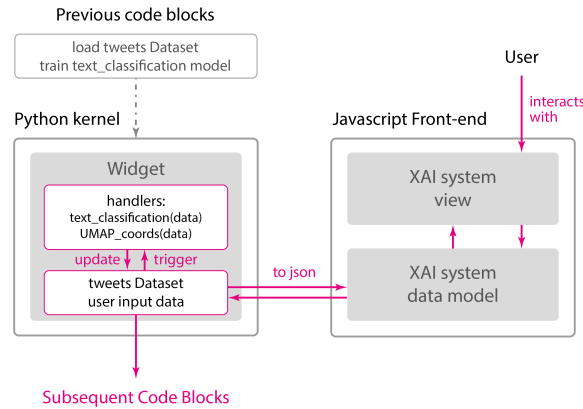 Previous code blocks
load tweets Dataset
train text_classification model
User
interacts
with
Python kernel
Javascript Front-end
Widget
handlers:
text_classification(data)
UMAP_coords(data)
update
trigger
tweets Dataset
user input data
to json
XAI system
view
XAI system
data model
Subsequent Code Blocks